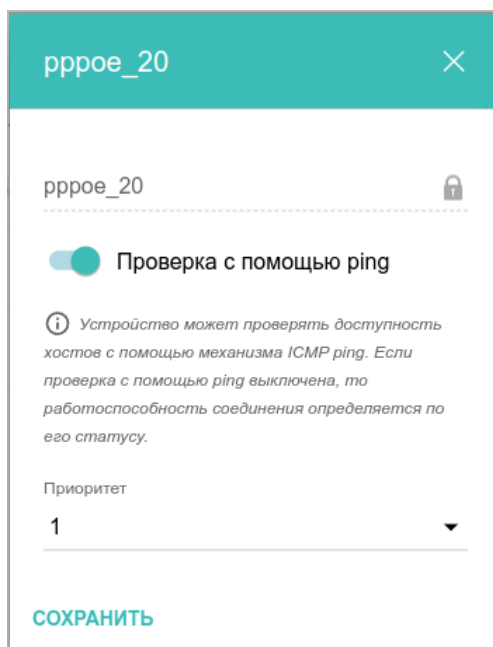 pppoe_20
pppoe_20
Проверка с помощью ping
Устройство может проверять доступность
хостов с помощью механизма ICMP ping. Если
проверка с помощью ping выключена, то
работоспособность соединения определяется по
его статусу.
Приоритет
1
СОХРАНИТЬ